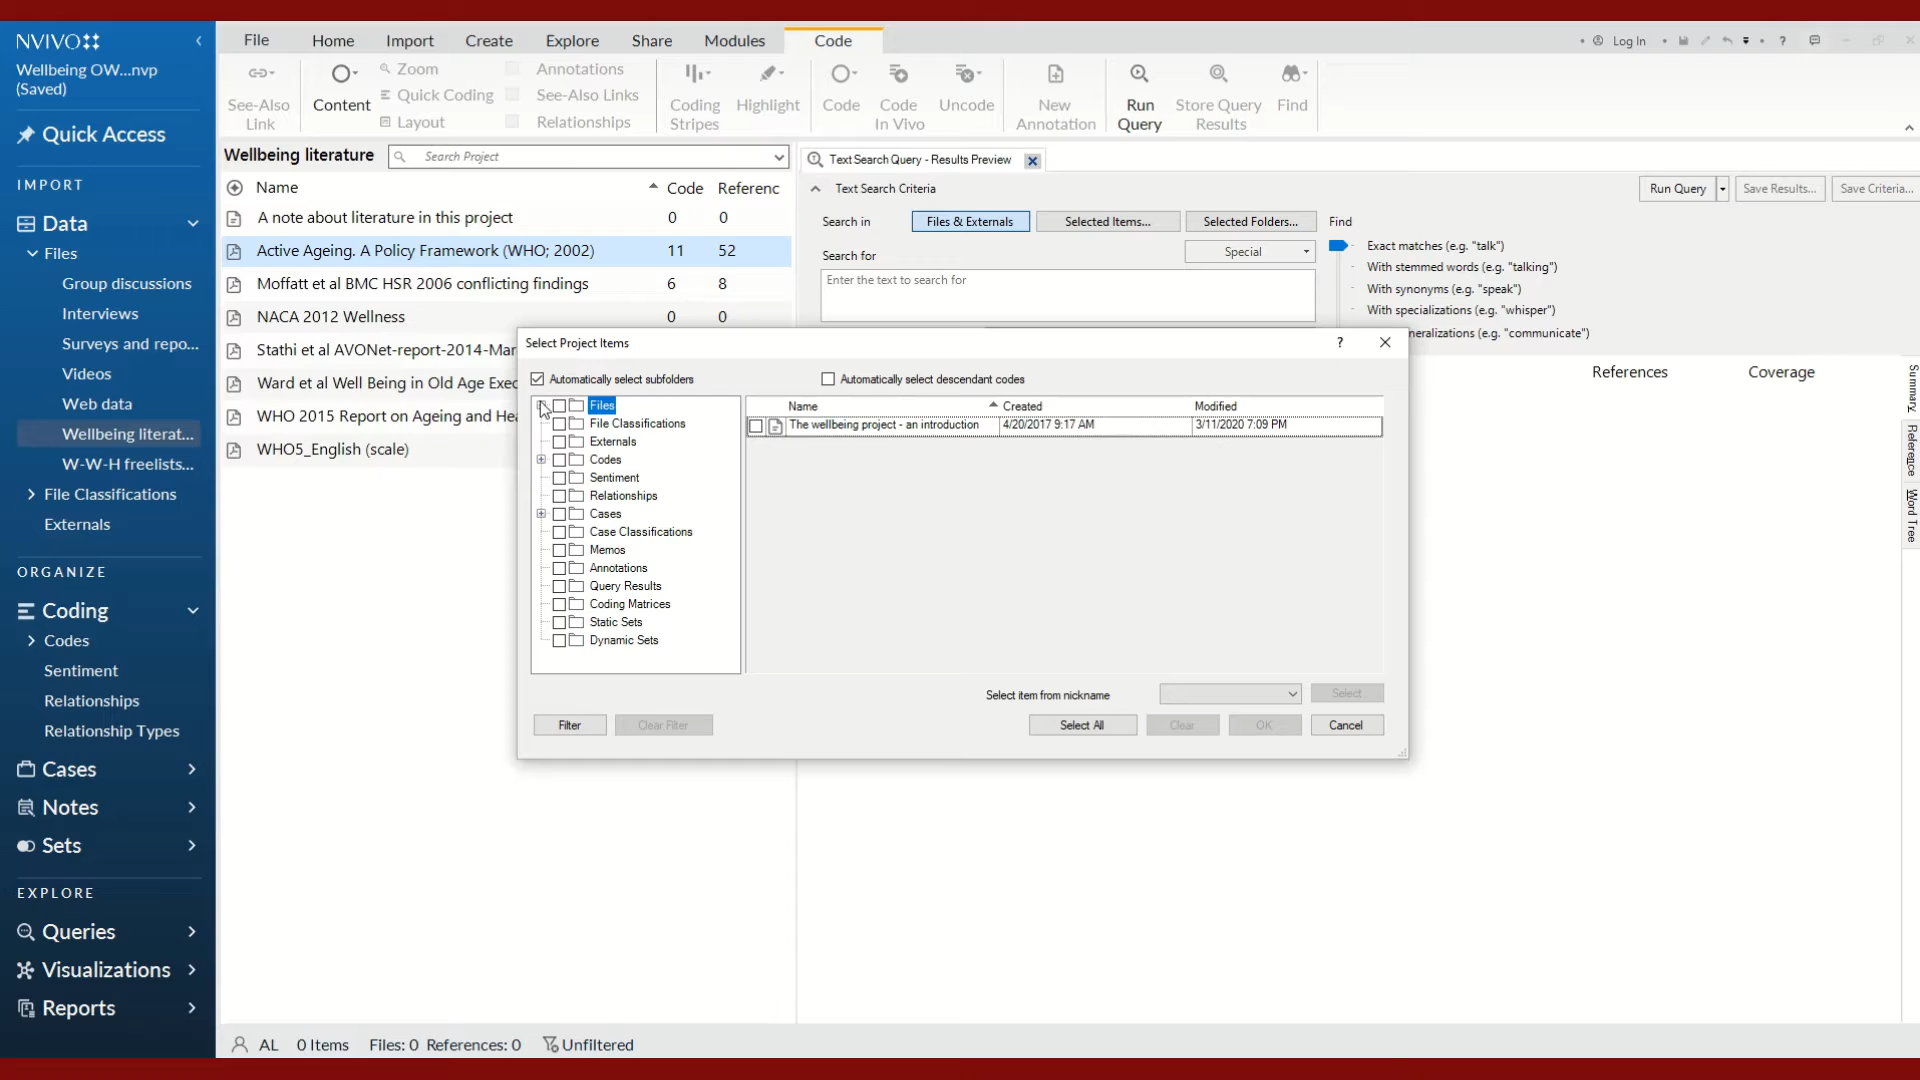 NVIVO
Wellbeing OW...nvp
(Saved)
Quick Access
IMPORT
Data
Files
Group discussions
Interviews
Surveys and repo...
Videos
Web data
Wellbeing literat...
W-W-H freelists...
File Classifications
Externals
ORGANIZE
Coding
Codes
Sentiment
Relationships
Relationship Types
Cases
Notes
Sets
EXPLORE
Queries
Visualizations
Reports
File Home Import Create Explore Share Modules Code
Log In ?
See-Also
Link
Content
Zoom
Quick Coding
Layout
Annotations
See-Also Links
Relationships
Coding
Stripes
Highlight
Code
Code
In Vivo
Uncode
New
Annotation
Run
Query
Store Query
Results
Find
Wellbeing literature
Search Project
Name Code Referenc
A note about literature in this project 0 0
Active Ageing. A Policy Framework (WHO; 2002) 11 52
Moffatt et al BMC HSR 2006 conflicting findings 6 8
NACA 2012 Wellness 0 0
Stathi et al AVONet-report-2014-Mar
Ward et al Well Being in Old Age Exec
WHO 2015 Report on Ageing and Hea
WHO5_English (scale)
Text Search Query - Results Preview
Text Search Criteria
Run Query Save Results... Save Criteria...
Search in Files & Externals Selected Items... Selected Folders... Find
Search for Special
Enter the text to search for
Exact matches (e.g. "talk")
With stemmed words (e.g. "talking")
With synonyms (e.g. "speak")
With specializations (e.g. "whisper")
neralizations (e.g. "communicate")
References Coverage
Summary
Reference
Word Tree
Select Project Items
?
Automatically select subfolders
Automatically select descendant codes
Files
File Classifications
Externals
Codes
Sentiment
Relationships
Cases
Case Classifications
Memos
Annotations
Query Results
Coding Matrices
Static Sets
Dynamic Sets
Name Created Modified
The wellbeing project - an introduction 4/20/2017 9:17 AM 3/11/2020 7:09 PM
Select item from nickname
Select
Filter Clear Filter Select All Clear OK Cancel
AL 0 Items Files: 0 References: 0 Unfiltered